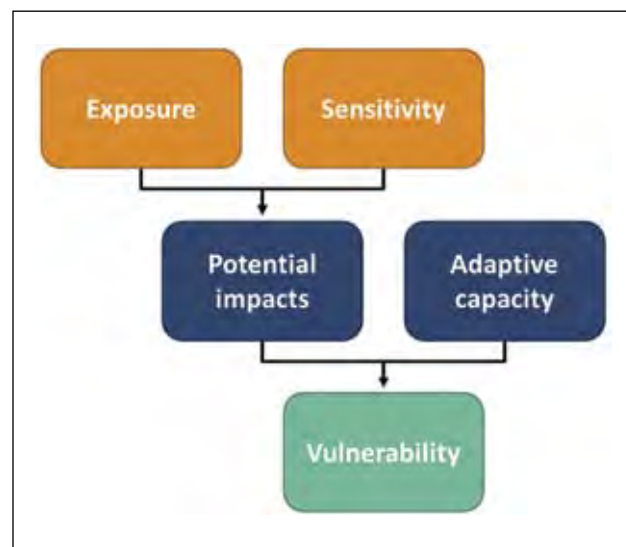 Exposure
Sensitivity
Potential
impacts
Adaptive
capacity
Vulnerability